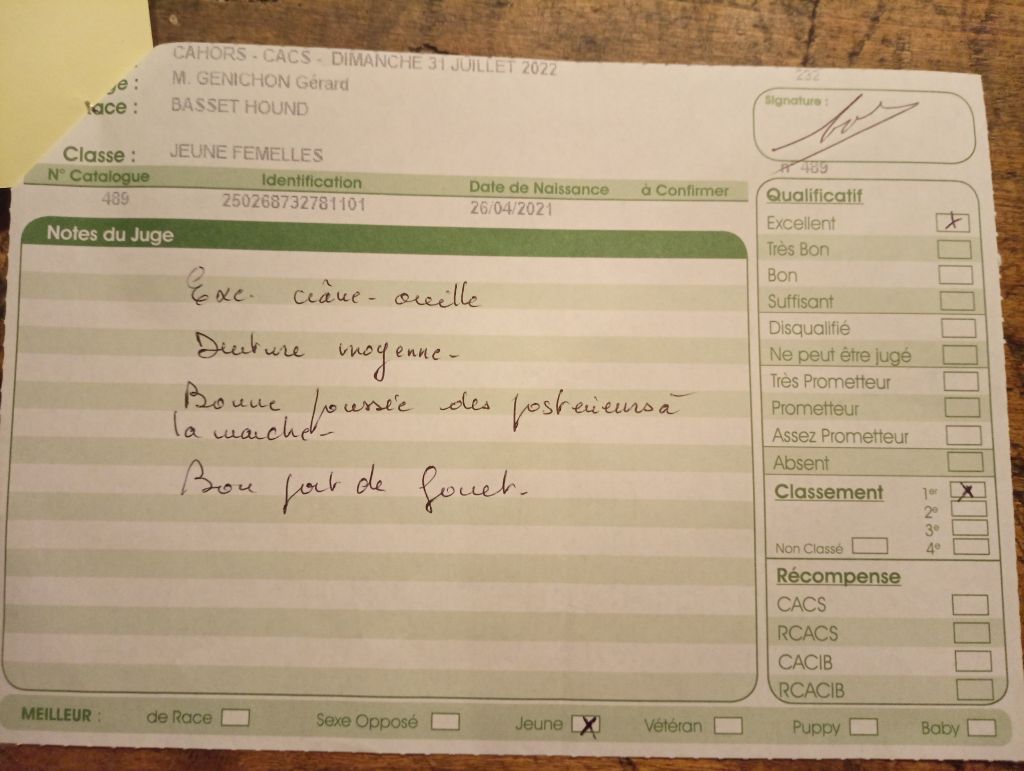 CAHORS - CACS - DIMANCHE 31 JUILLET 2022
232
ge : M. GENICHON Gérard
Race : BASSET HOUND
Signature :
Classe : JEUNE FEMELLES
n° 489
N° Catalogue Identification Date de Naissance à Confirmer
489 250268732781101 26/04/2021
Notes du Juge
Exc. crâne - oreille
Denture moyenne -
Bonne poussée des postérieurs à
la marche -
Bon port de fouet.
Qualificatif
Excellent X
Très Bon
Bon
Suffisant
Disqualifié
Ne peut être jugé
Très Prometteur
Prometteur
Assez Prometteur
Absent
Classement 1er X
2e
3e
Non Classé 4e
Récompense
CACS
RCACS
CACIB
RCACIB
MEILLEUR : de Race Sexe Opposé Jeune X Vétéran Puppy Baby